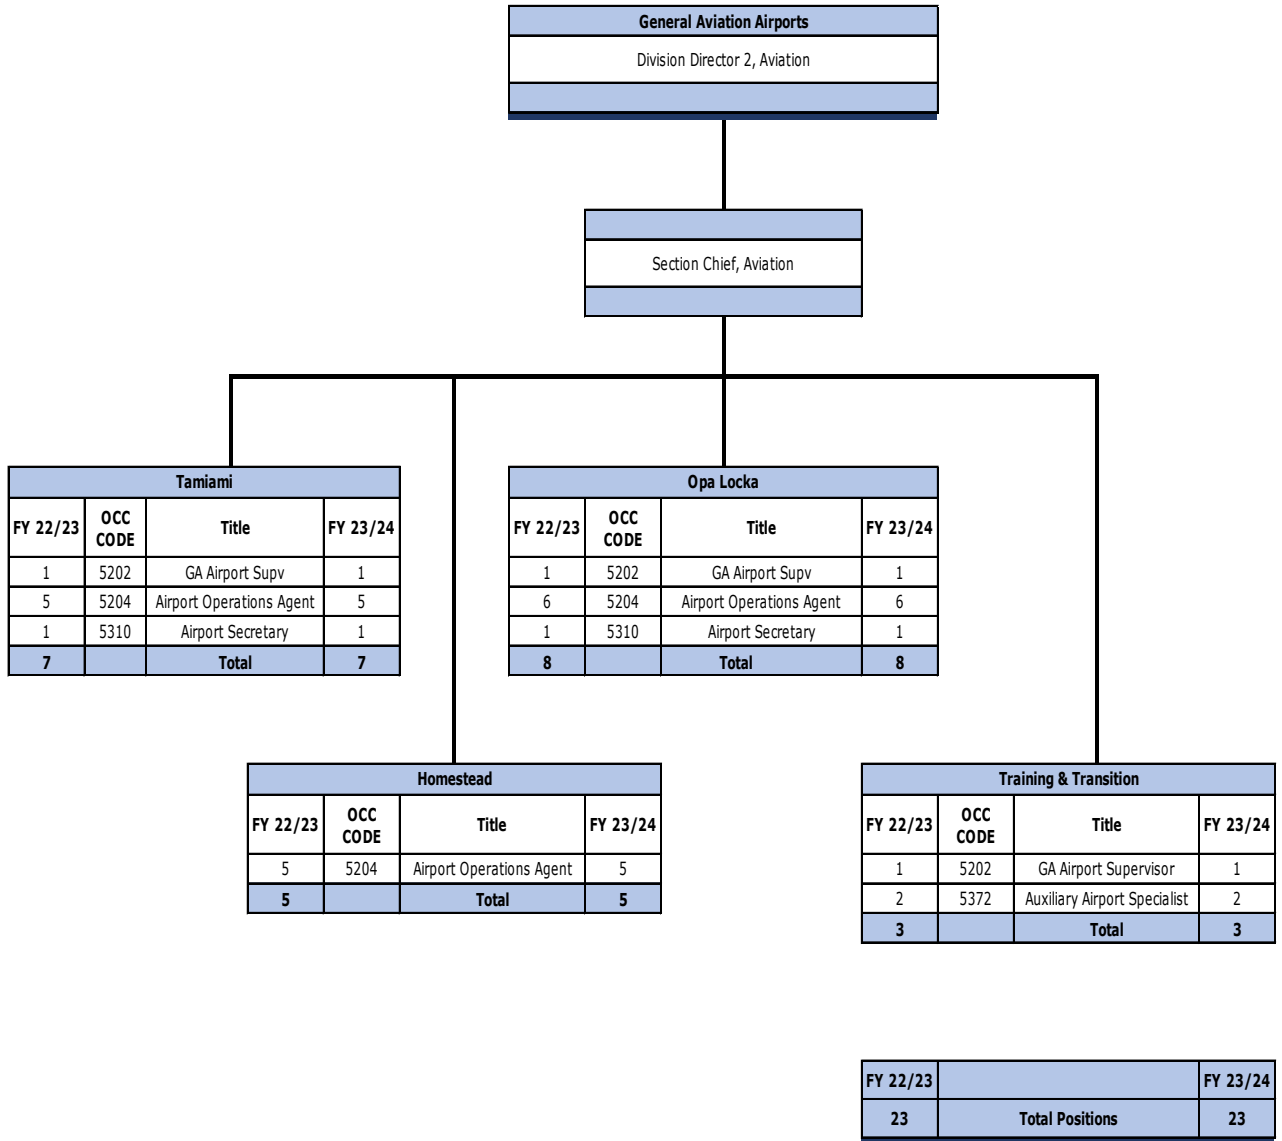 General Aviation Airports
Division Director 2, Aviation
Section Chief, Aviation
Tamiami
FY 22/23 OCC CODE Title FY 23/24
1 5202 GA Airport Supv 1
5 5204 Airport Operations Agent 5
1 5310 Airport Secretary 1
7 Total 7
Opa Locka
FY 22/23 OCC CODE Title FY 23/24
1 5202 GA Airport Supv 1
6 5204 Airport Operations Agent 6
1 5310 Airport Secretary 1
8 Total 8
Homestead
FY 22/23 OCC CODE Title FY 23/24
5 5204 Airport Operations Agent 5
5 Total 5
Training & Transition
FY 22/23 OCC CODE Title FY 23/24
1 5202 GA Airport Supervisor 1
2 5372 Auxiliary Airport Specialist 2
3 Total 3
FY 22/23 FY 23/24
23 Total Positions 23